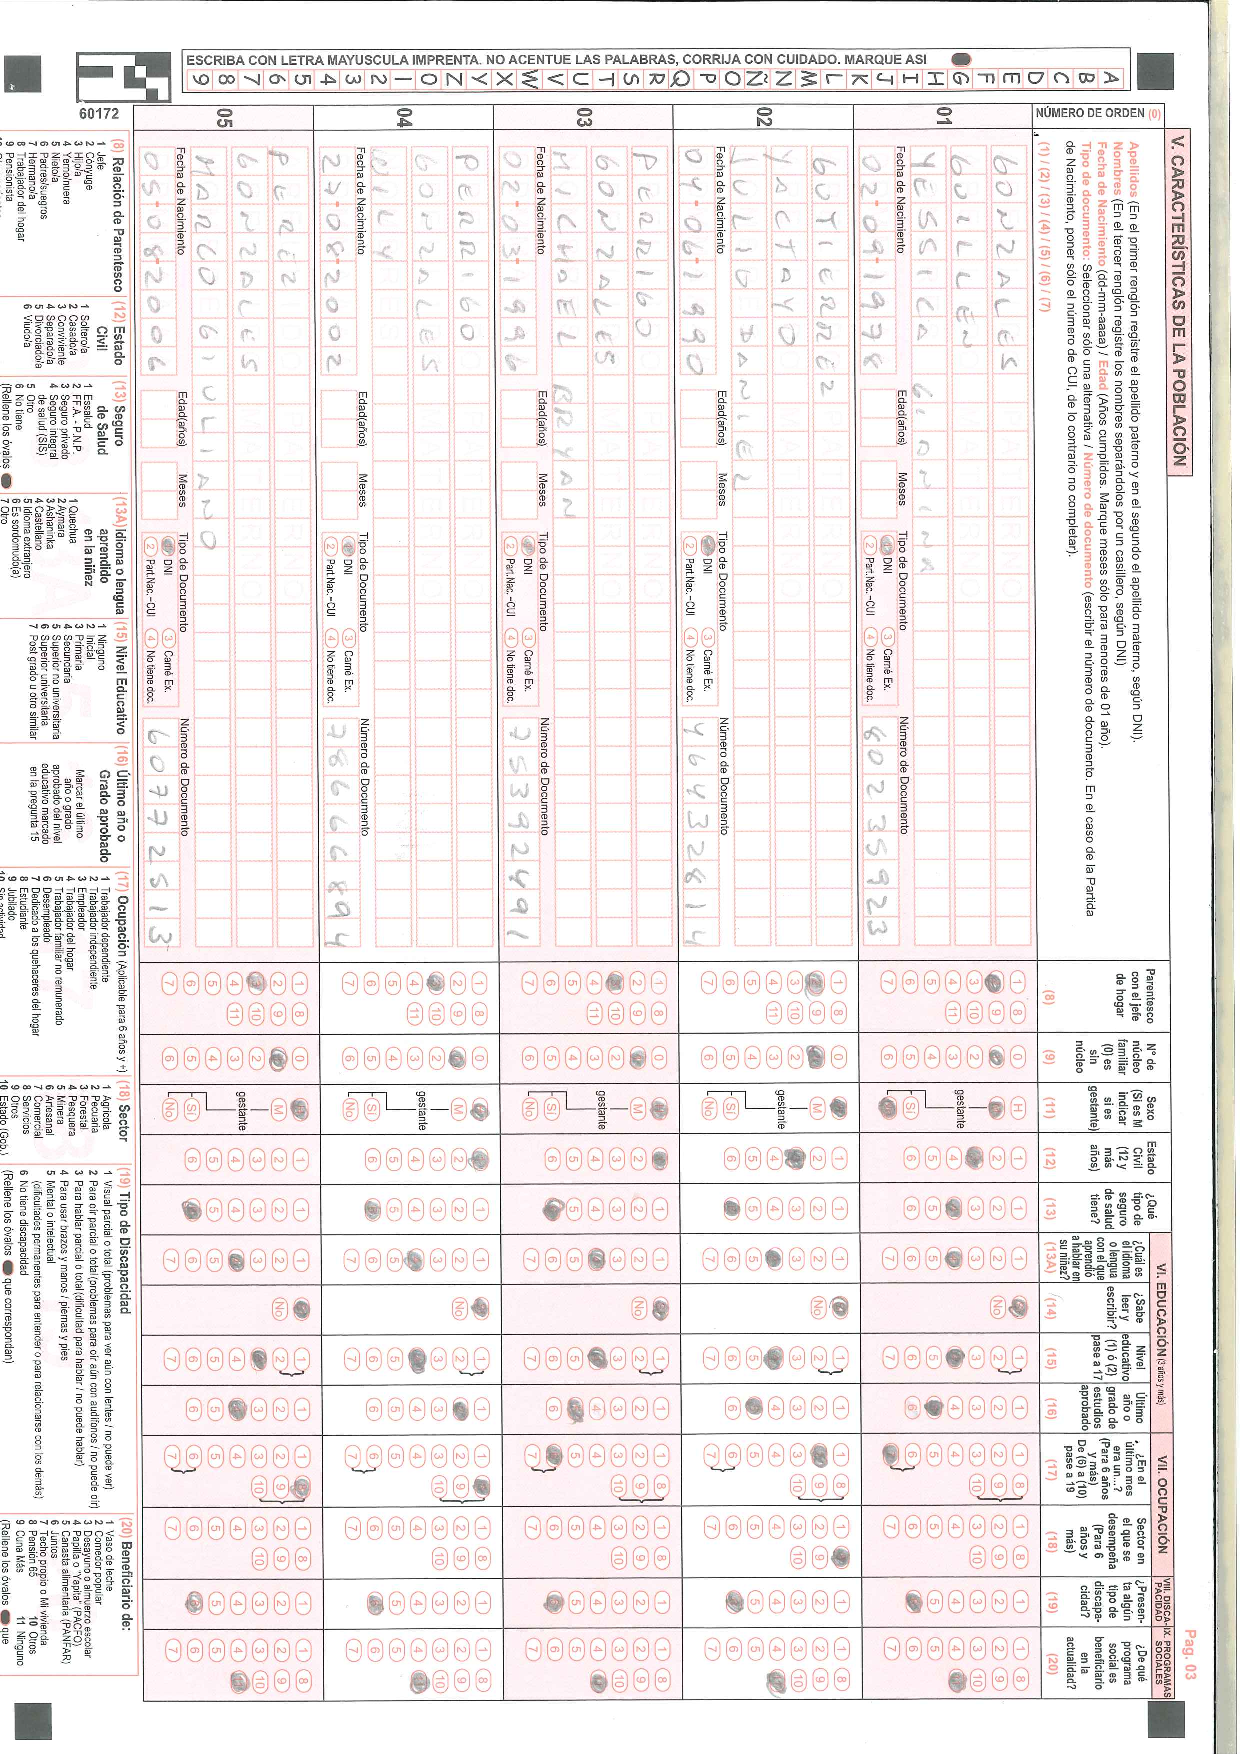 ESCRIBA CON LETRA MAYUSCULA IMPRENTA. NO ACENTUE LAS PALABRAS, CORRIJA CON CUIDADO. MARQUE ASI
A B C D E F G H I J K L M N Ñ O P Q R S T U V W X Y Z 0 1 2 3 4 5 6 7 8 9
60172
Pag. 03
V. CARACTERÍSTICAS DE LA POBLACIÓN
Apellidos (En el primer renglón registre el apellido paterno y en el segundo el apellido materno, según DNI).
Nombres (En el tercer renglón registre los nombres separándolos por un casillero, según DNI)
Fecha de Nacimiento (dd-mm-aaaa) / Edad (Años cumplidos. Marque meses sólo para menores de 01 año).
Tipo de documento: Seleccionar sólo una alternativa / Número de documento (escribir el número de documento. En el caso de la Partida
de Nacimiento, poner sólo el número de CUI, de lo contrario no completar).
(1) / (2) / (3) / (4) / (5) / (6) / (7)
NÚMERO DE ORDEN (0)
Parentesco con el jefe de hogar (8)
N° de núcleo familiar (0) es sin núcleo (9)
Sexo (SI es M indicar si es gestante) (11)
Estado Civil (12 y más años) (12)
¿Qué tipo de seguro de salud tiene? (13)
VI. EDUCACIÓN (3 años y más)
¿Cuál es el idioma o lengua con el que aprendió a hablar en su niñez? (13A)
¿Sabe leer y escribir? (14)
Nivel educativo (1) ó (2) pase a 17 (15)
Último año o grado de estudios aprobado (16)
VII. OCUPACIÓN
¿En el último mes era un...? (Para 6 años y más) De (6) a (10) pase a 19 (17)
Sector en el que se desempeña (Para 6 años y más) (18)
VIII. DISCAPACIDAD
¿Presenta algún tipo de discapacidad? (19)
IX. PROGRAMAS SOCIALES
¿De qué programa social es beneficiario en la actualidad? (20)
01
GONZALES
GUILLEN
YESSICA GIANINA
Fecha de Nacimiento Edad(años) Meses Tipo de Documento Número de Documento
02-09-1978
1 DNI 3 Carné Ex.
2 Part.Nac.-CUI 4 No tiene doc.
80235923
02
GUTIERREZ
YACTAYO
JULIO DANIEL
Fecha de Nacimiento Edad(años) Meses Tipo de Documento Número de Documento
04-06-1990
DNI 3 Carné Ex.
2 Part.Nac.-CUI 4 No tiene doc.
46432814
03
PERRIGO
GONZALES
MICHAEL BRYAN
Fecha de Nacimiento Edad(años) Meses Tipo de Documento Número de Documento
02-03-1996
DNI 3 Carné Ex.
2 Part.Nac.-CUI 4 No tiene doc.
75392491
04
PERRIGO
GONZALES
Fecha de Nacimiento Edad(años) Meses Tipo de Documento Número de Documento
27-08-2002
DNI 3 Carné Ex.
2 Part.Nac.-CUI 4 No tiene doc.
78666894
05
PEREZ
GONZALES
MARCO GIULIANO
Fecha de Nacimiento Edad(años) Meses Tipo de Documento Número de Documento
05-08-2006
DNI 3 Carné Ex.
2 Part.Nac.-CUI 4 No tiene doc.
60772513
(8) Relación de Parentesco
1 Jefe
2 Cónyuge
3 Hijo/a
4 Yerno/nuera
5 Nieto/a
6 Padres/suegros
7 Hermano/a
8 Trabajador del hogar
9 Pensionista
(12) Estado Civil
1 Soltero/a
2 Casado/a
3 Conviviente
4 Separado/a
5 Divorciado/a
6 Viudo/a
(13) Seguro de Salud
1 Essalud
2 FF.A. - P.N.P.
3 Seguro privado
4 Seguro integral de salud (SIS)
5 Otro
6 No tiene
(Rellene los óvalos
(13A) Idioma o lengua aprendido en la niñez
1 Quechua
2 Aymara
3 Ashaninka
4 Castellano
5 Idioma extranjero
6 Es sordomudo(a)
7 Otro
(15) Nivel Educativo
1 Ninguno
2 Inicial
3 Primaria
4 Secundaria
5 Superior no universitaria
6 Superior universitaria
7 Post grado u otro similar
(16) Último año o Grado aprobado
Marcar el último
año o grado
aprobado del nivel
educativo marcado
en la pregunta 15
(17) Ocupación (Aplicable para 6 años y +)
1 Trabajador dependiente
2 Trabajador independiente
3 Empleador
4 Trabajador del hogar
5 Trabajador familiar no remunerado
6 Desempleado
7 Dedicado a los quehaceres del hogar
8 Estudiante
9 Jubilado
10 Sin actividad
(18) Sector
1 Agrícola
2 Pecuaria
3 Forestal
4 Pesquera
5 Minera
6 Artesanal
7 Comercial
8 Servicios
9 Otros
10 Estado (Gob.)
(19) Tipo de Discapacidad
1 Visual parcial o total (problemas para ver aún con lentes / no puede ver)
2 Para oír parcial o total (problemas para oír aún con audífonos / no puede oír)
3 Para hablar parcial o total (dificultad para hablar / no puede hablar)
4 Para usar brazos y manos / piernas y pies
5 Mental o intelectual
(dificultades permanentes para entender o para relacionarse con los demás)
6 No tiene discapacidad
(Rellene los óvalos que correspondan)
(20) Beneficiario de:
1 Vaso de leche
2 Comedor popular
3 Desayuno o almuerzo escolar
4 Papilla o "Yapita" (PACFO)
5 Canasta alimentaria (PANFAR)
6 Juntos
7 Techo propio o Mi vivienda
8 Pensión 65
9 Cuna Más
10 Otros
11 Ninguno
(Rellene los óvalos que